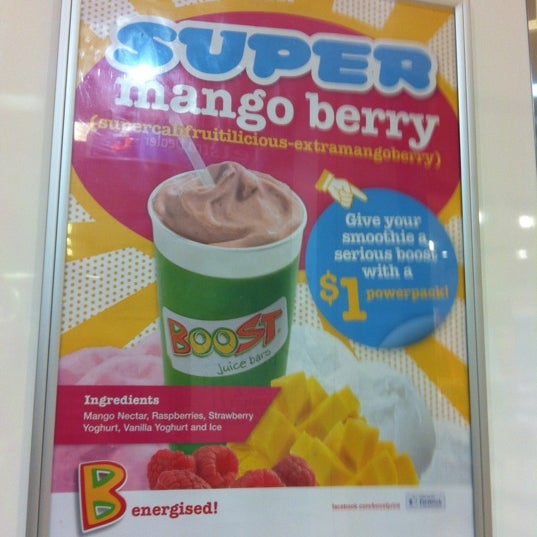 SUPER
mango berry
(supercalifruitilicious-extramangoberry)
Give your
smoothie a
serious boost
with a
$1 powerpack!
BOOST
juice bars
Ingredients
Mango Nectar, Raspberries, Strawberry
Yoghurt, Vanilla Yoghurt and Ice
B energised!